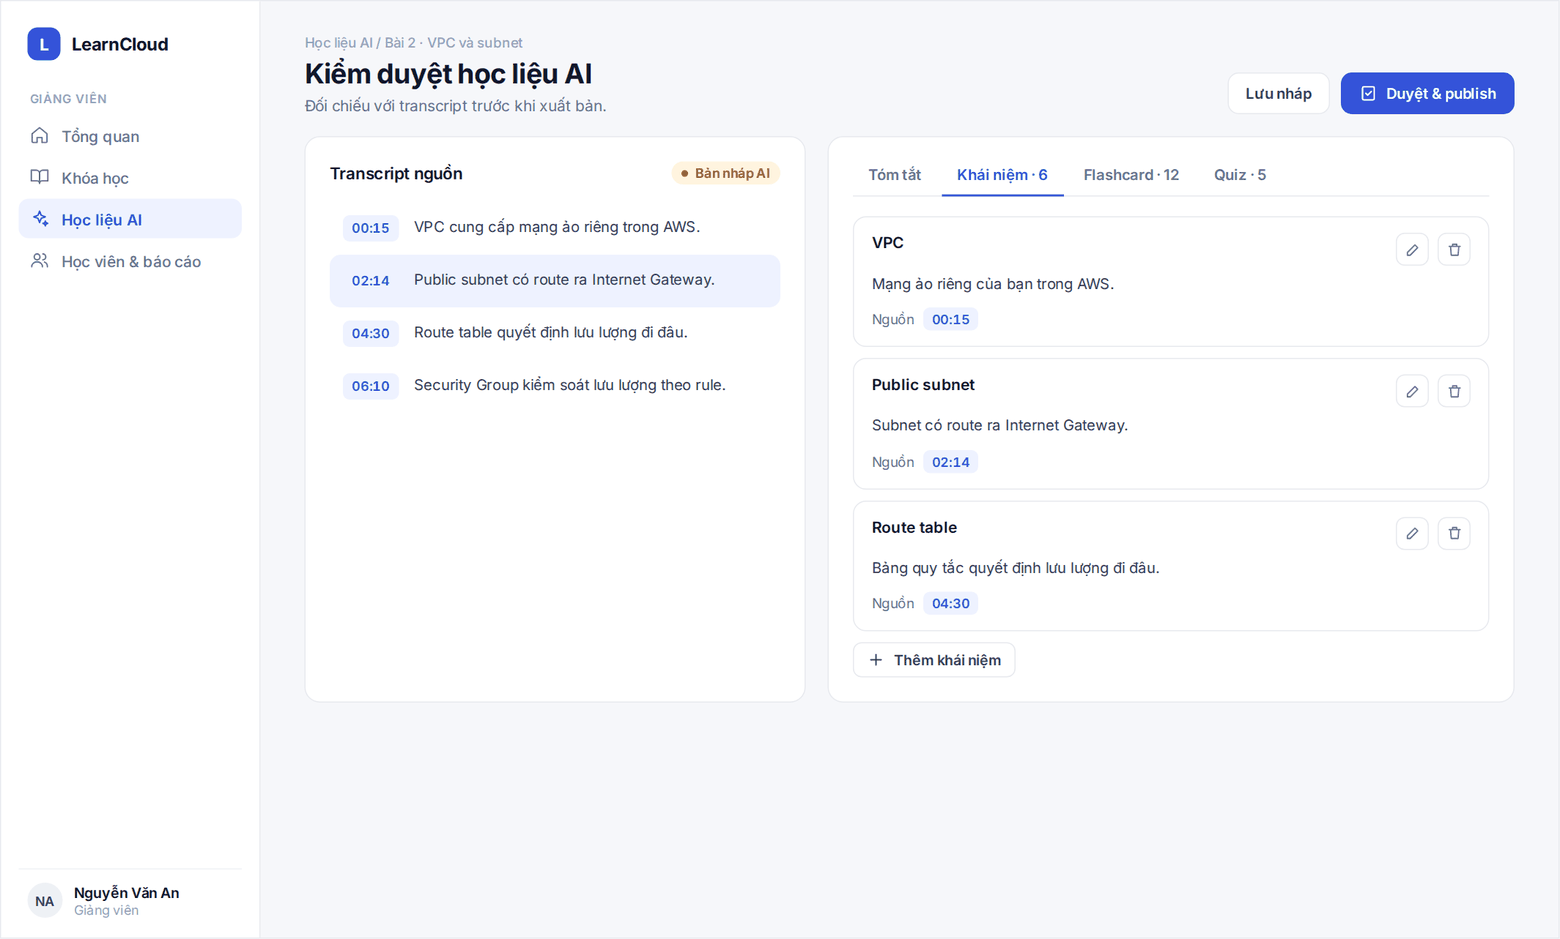 L LearnCloud
GIẢNG VIÊN
Tổng quan
Khóa học
Học liệu AI
Học viên & báo cáo
NA
Nguyễn Văn An
Giảng viên
Học liệu AI / Bài 2 · VPC và subnet
Kiểm duyệt học liệu AI
Đối chiếu với transcript trước khi xuất bản.
Lưu nháp
Duyệt & publish
Transcript nguồn
Bản nháp AI
00:15 VPC cung cấp mạng ảo riêng trong AWS.
02:14 Public subnet có route ra Internet Gateway.
04:30 Route table quyết định lưu lượng đi đâu.
06:10 Security Group kiểm soát lưu lượng theo rule.
Tóm tắt Khái niệm · 6 Flashcard · 12 Quiz · 5
VPC
Mạng ảo riêng của bạn trong AWS.
Nguồn 00:15
Public subnet
Subnet có route ra Internet Gateway.
Nguồn 02:14
Route table
Bảng quy tắc quyết định lưu lượng đi đâu.
Nguồn 04:30
Thêm khái niệm